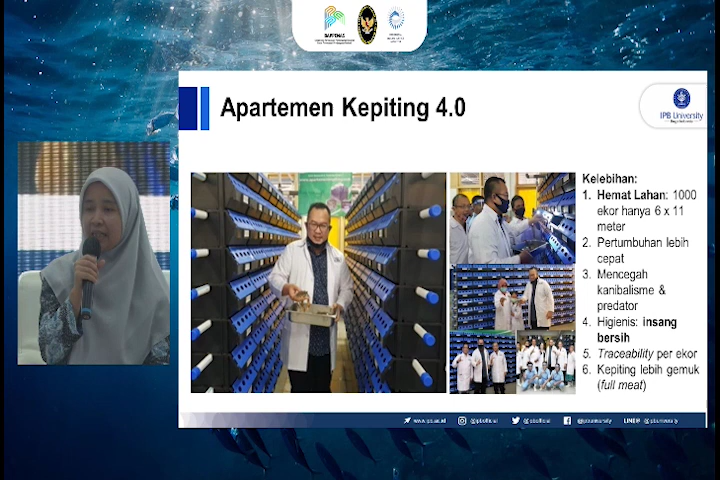 BAPPENAS
Apartemen Kepiting 4.0
IPB University
Kelebihan:
1. Hemat Lahan: 1000
ekor hanya 6 x 11
meter
2. Pertumbuhan lebih
cepat
3. Mencegah
kanibalisme &
predator
4. Higienis: insang
bersih
5. Traceability per ekor
6. Kepiting lebih gemuk
(full meat)
www.ipb.ac.id @ipbofficial @ipbofficial @ipbuniversity LINE@ @ipbuniversity